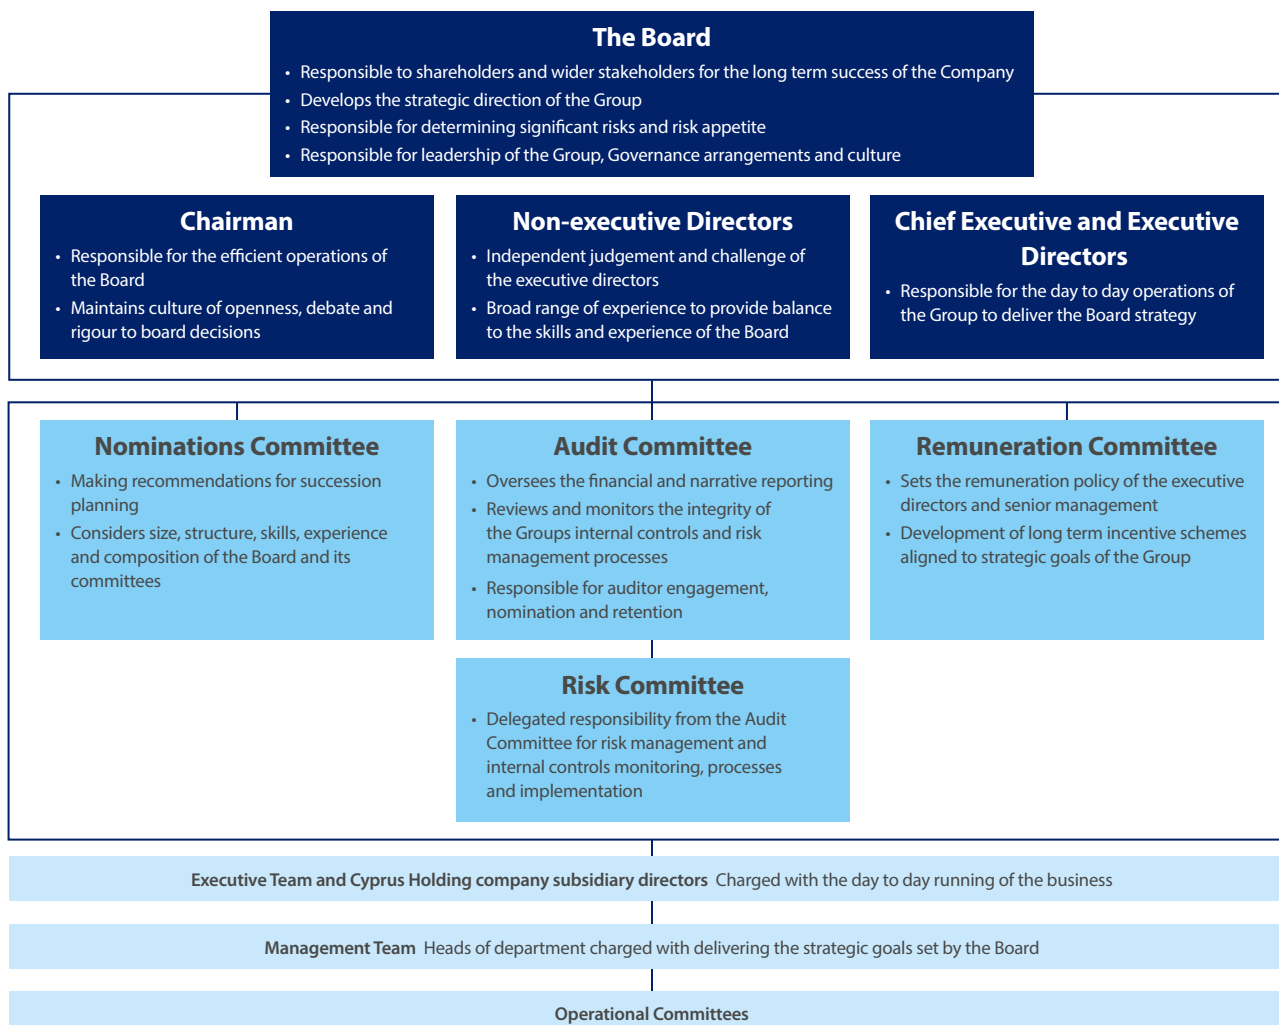 The Board
• Responsible to shareholders and wider stakeholders for the long term success of the Company
• Develops the strategic direction of the Group
• Responsible for determining significant risks and risk appetite
• Responsible for leadership of the Group, Governance arrangements and culture
Chairman
• Responsible for the efficient operations of
the Board
• Maintains culture of openness, debate and
rigour to board decisions
Non-executive Directors
• Independent judgement and challenge of
the executive directors
• Broad range of experience to provide balance
to the skills and experience of the Board
Chief Executive and Executive
Directors
• Responsible for the day to day operations of
the Group to deliver the Board strategy
Nominations Committee
• Making recommendations for succession
planning
• Considers size, structure, skills, experience
and composition of the Board and its
committees
Audit Committee
• Oversees the financial and narrative reporting
• Reviews and monitors the integrity of
the Groups internal controls and risk
management processes
• Responsible for auditor engagement,
nomination and retention
Remuneration Committee
• Sets the remuneration policy of the executive
directors and senior management
• Development of long term incentive schemes
aligned to strategic goals of the Group
Risk Committee
• Delegated responsibility from the Audit
Committee for risk management and
internal controls monitoring, processes
and implementation
Executive Team and Cyprus Holding company subsidiary directors Charged with the day to day running of the business
Management Team Heads of department charged with delivering the strategic goals set by the Board
Operational Committees